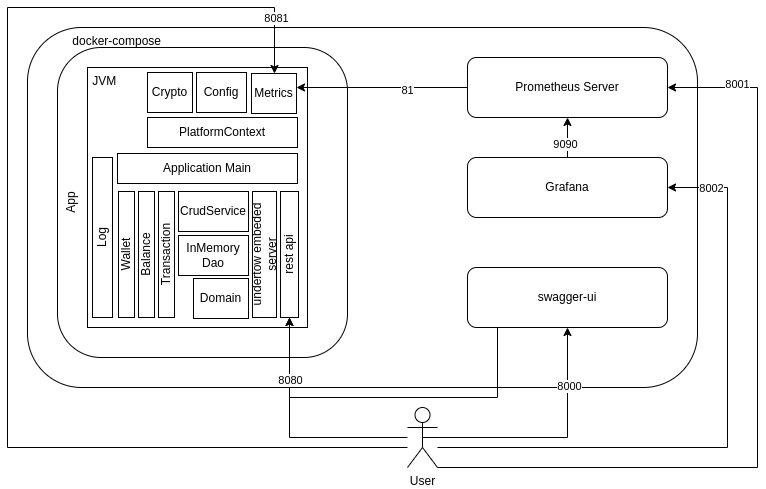 8081
docker-compose
JVM
Crypto
Config
Metrics
81
Prometheus Server
8001
PlatformContext
9090
Application Main
Grafana
8002
App
Log
Wallet
Balance
Transaction
CrudService
InMemory
Dao
Domain
undertow embeded
server
rest api
swagger-ui
8080
8000
User